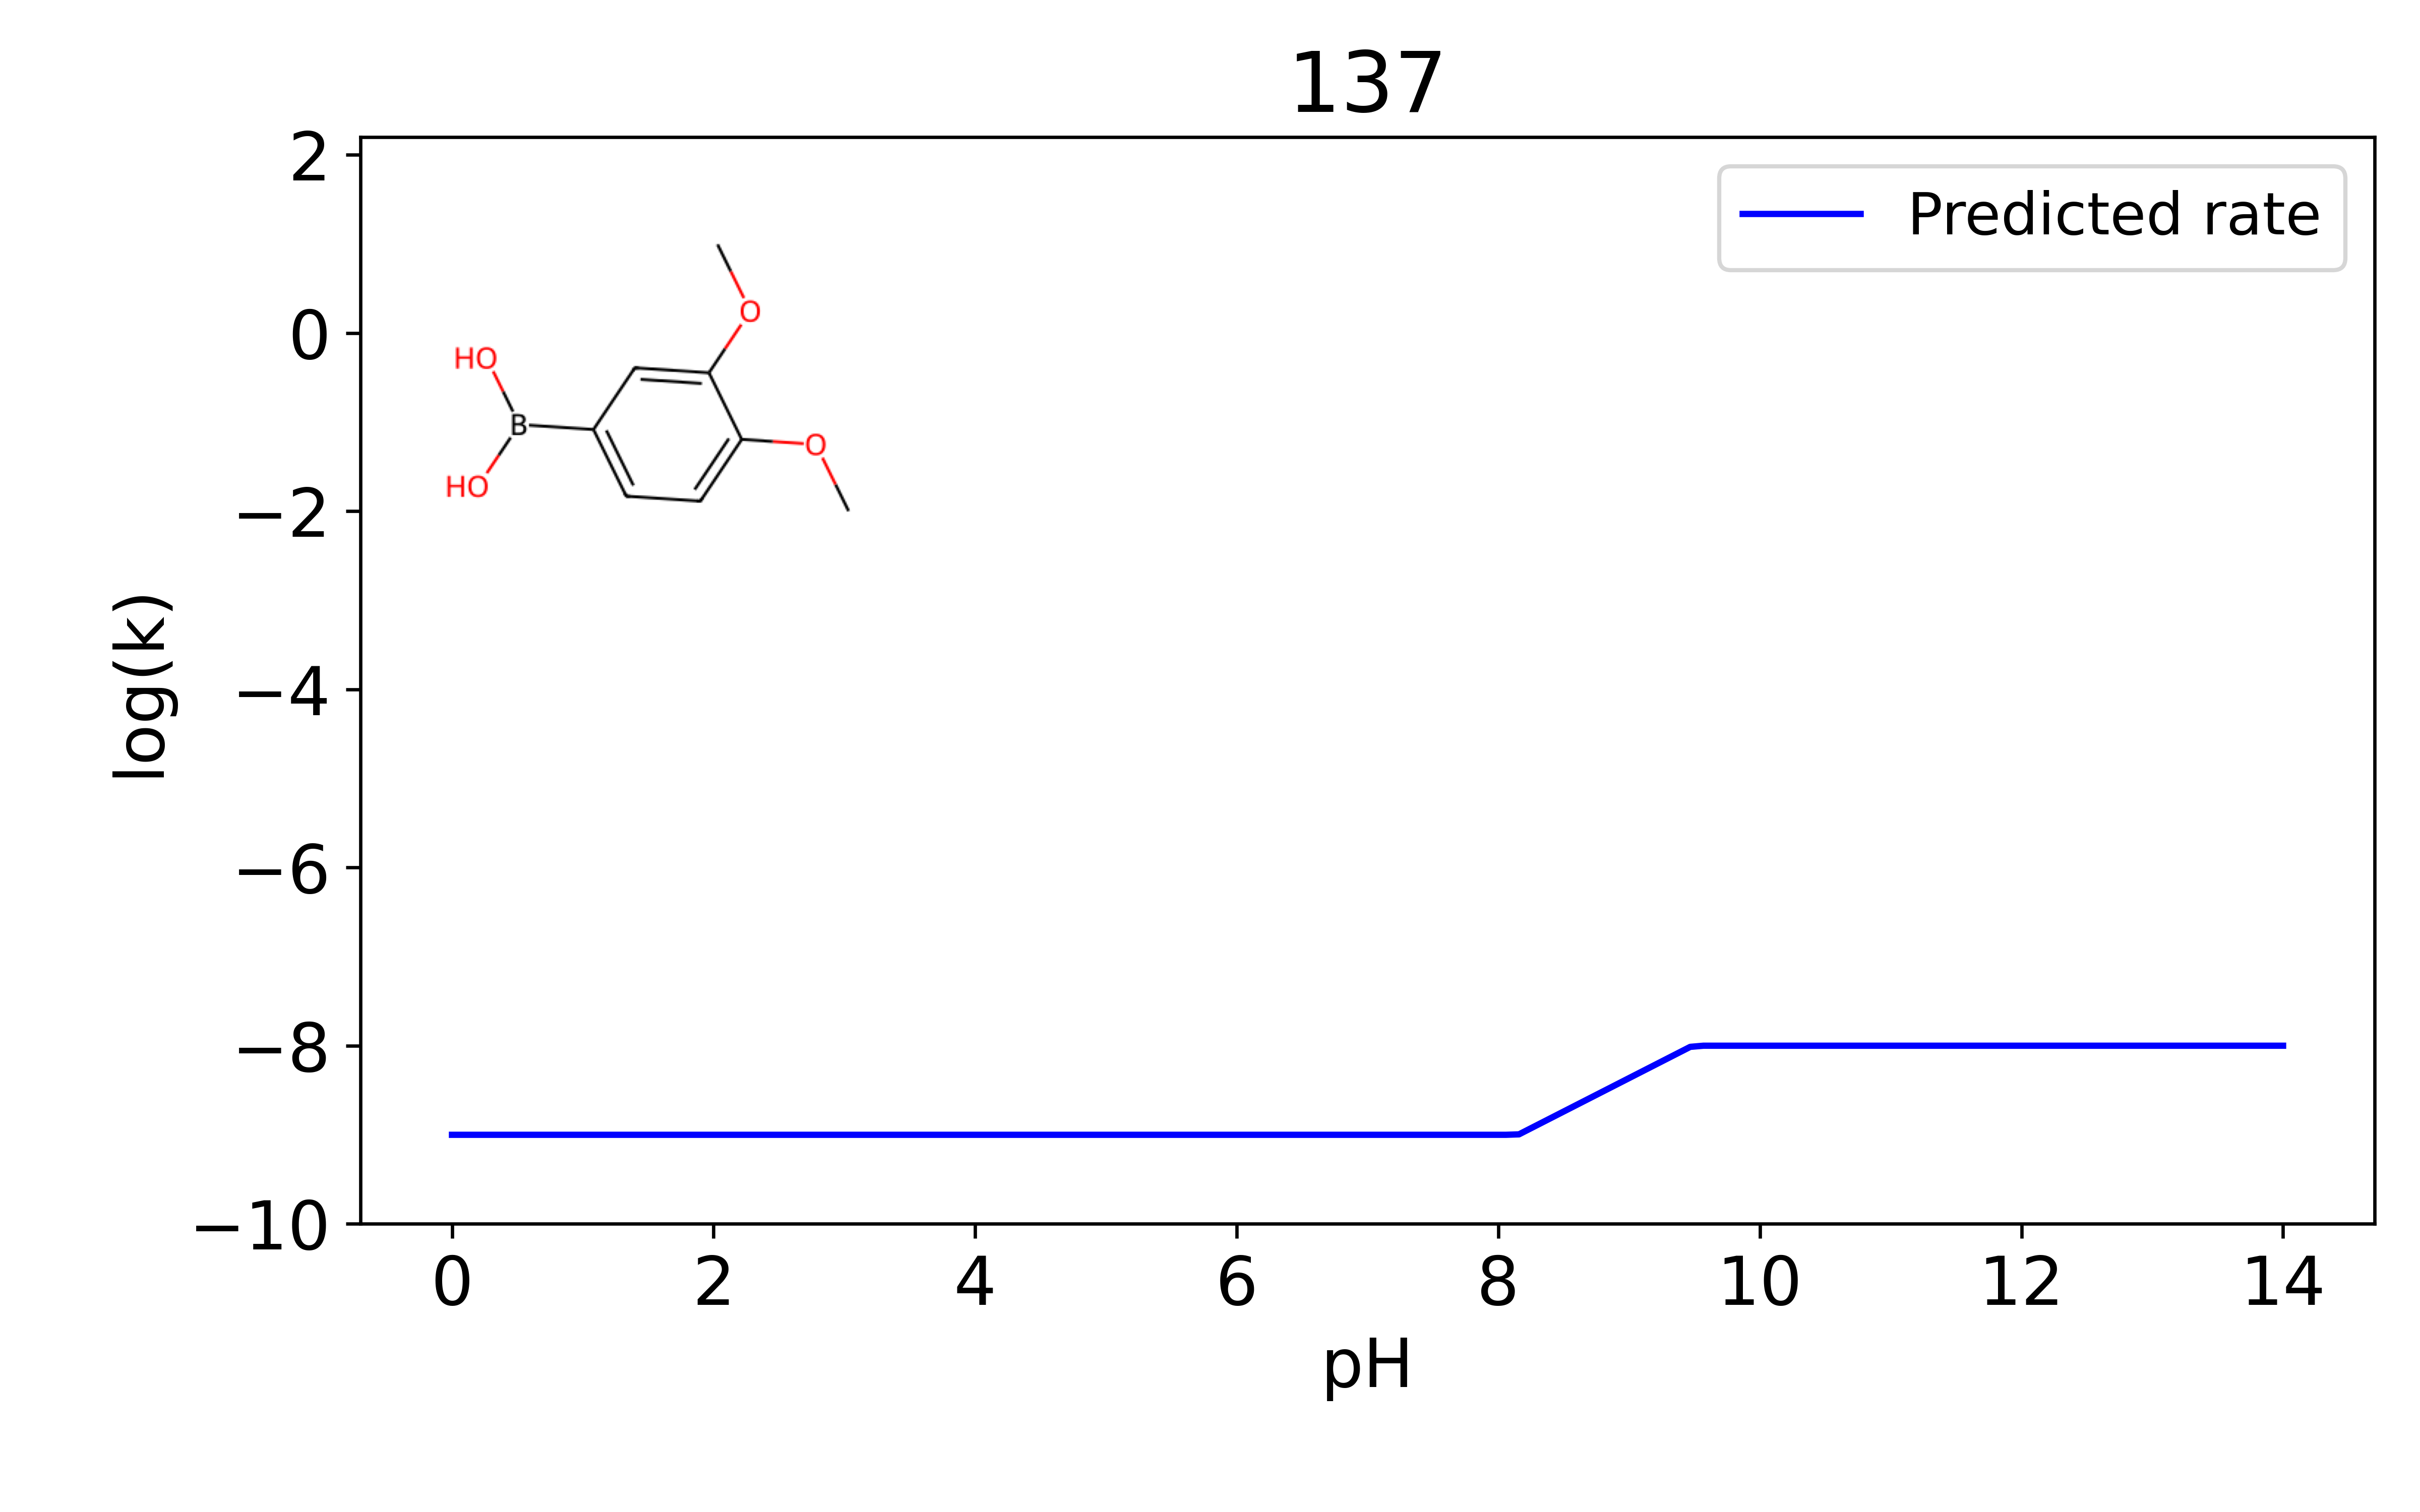 137
2
0
−2
−4
−6
−8
−10
log(k)
Predicted rate
O
HO
B
O
HO
0 2 4 6 8 10 12 14
pH